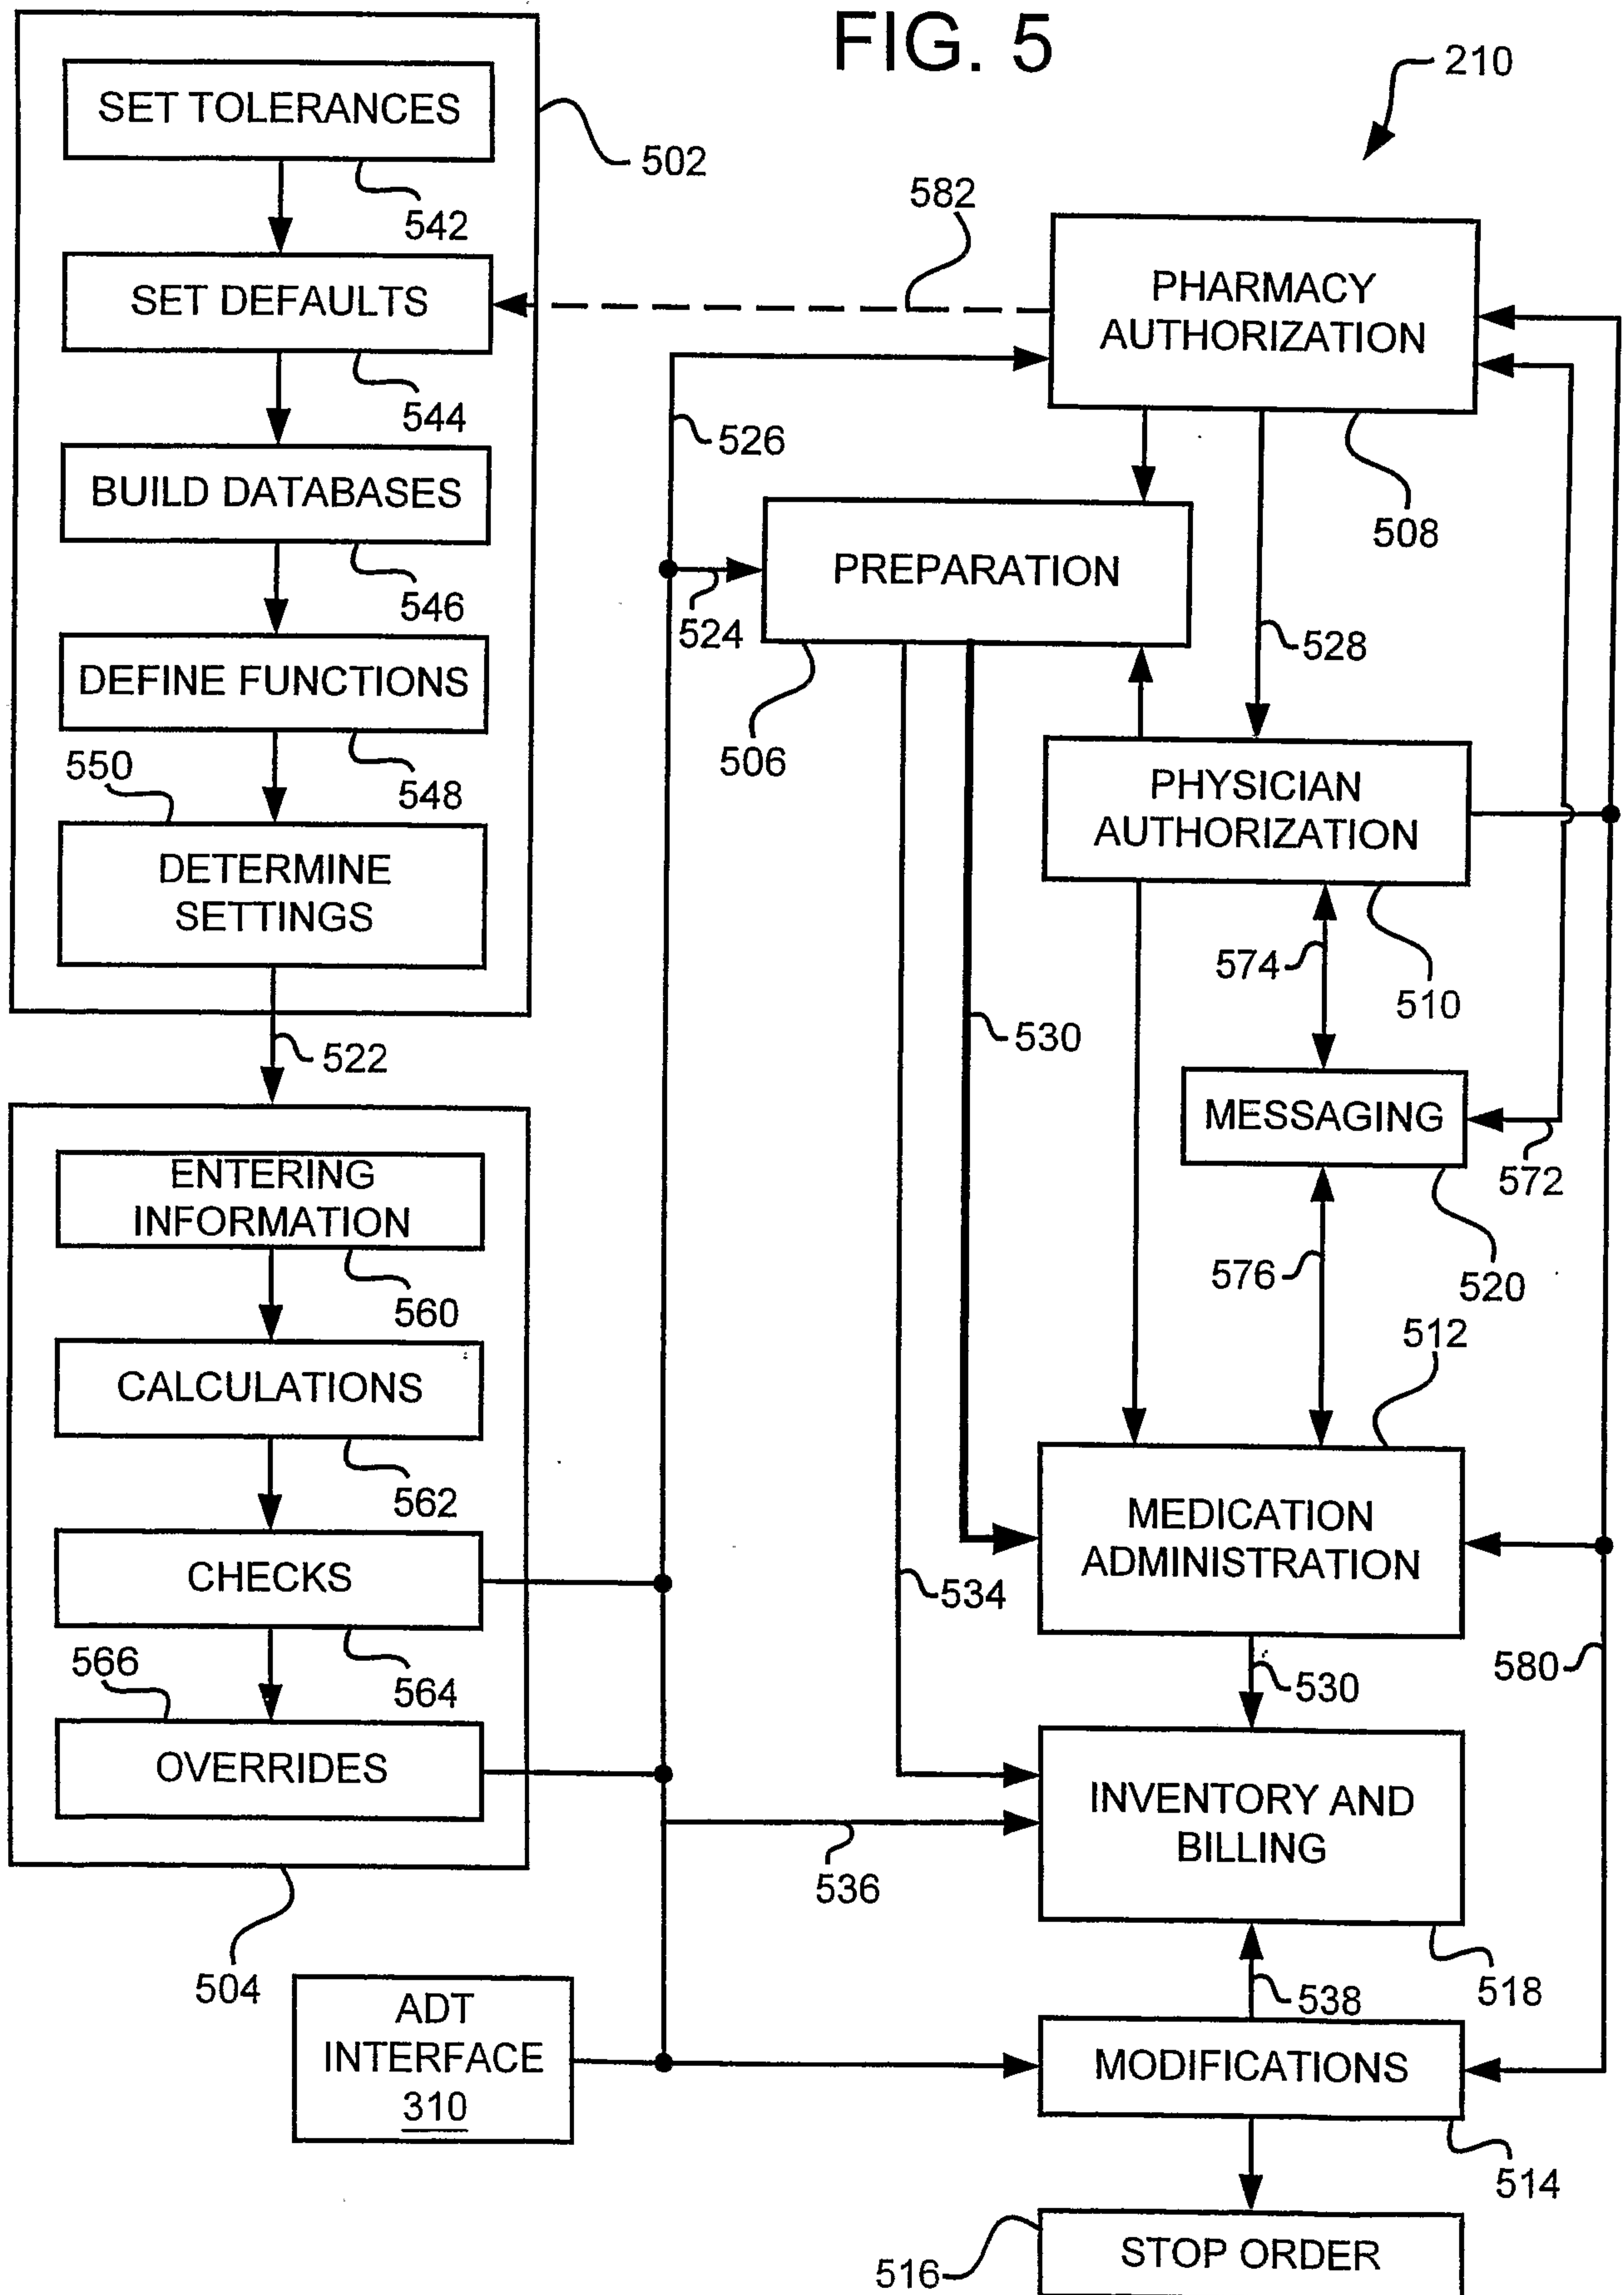 FIG. 5
210
SET TOLERANCES
502
542
582
SET DEFAULTS
PHARMACY
AUTHORIZATION
544
526
BUILD DATABASES
508
PREPARATION
546
524
528
DEFINE FUNCTIONS
506
550
548
PHYSICIAN
AUTHORIZATION
DETERMINE
SETTINGS
574
510
530
522
MESSAGING
572
ENTERING
INFORMATION
576
520
560
512
CALCULATIONS
562
MEDICATION
ADMINISTRATION
CHECKS
534
566
564
580
530
OVERRIDES
INVENTORY AND
BILLING
536
504
518
538
ADT
INTERFACE
310
MODIFICATIONS
514
516
STOP ORDER